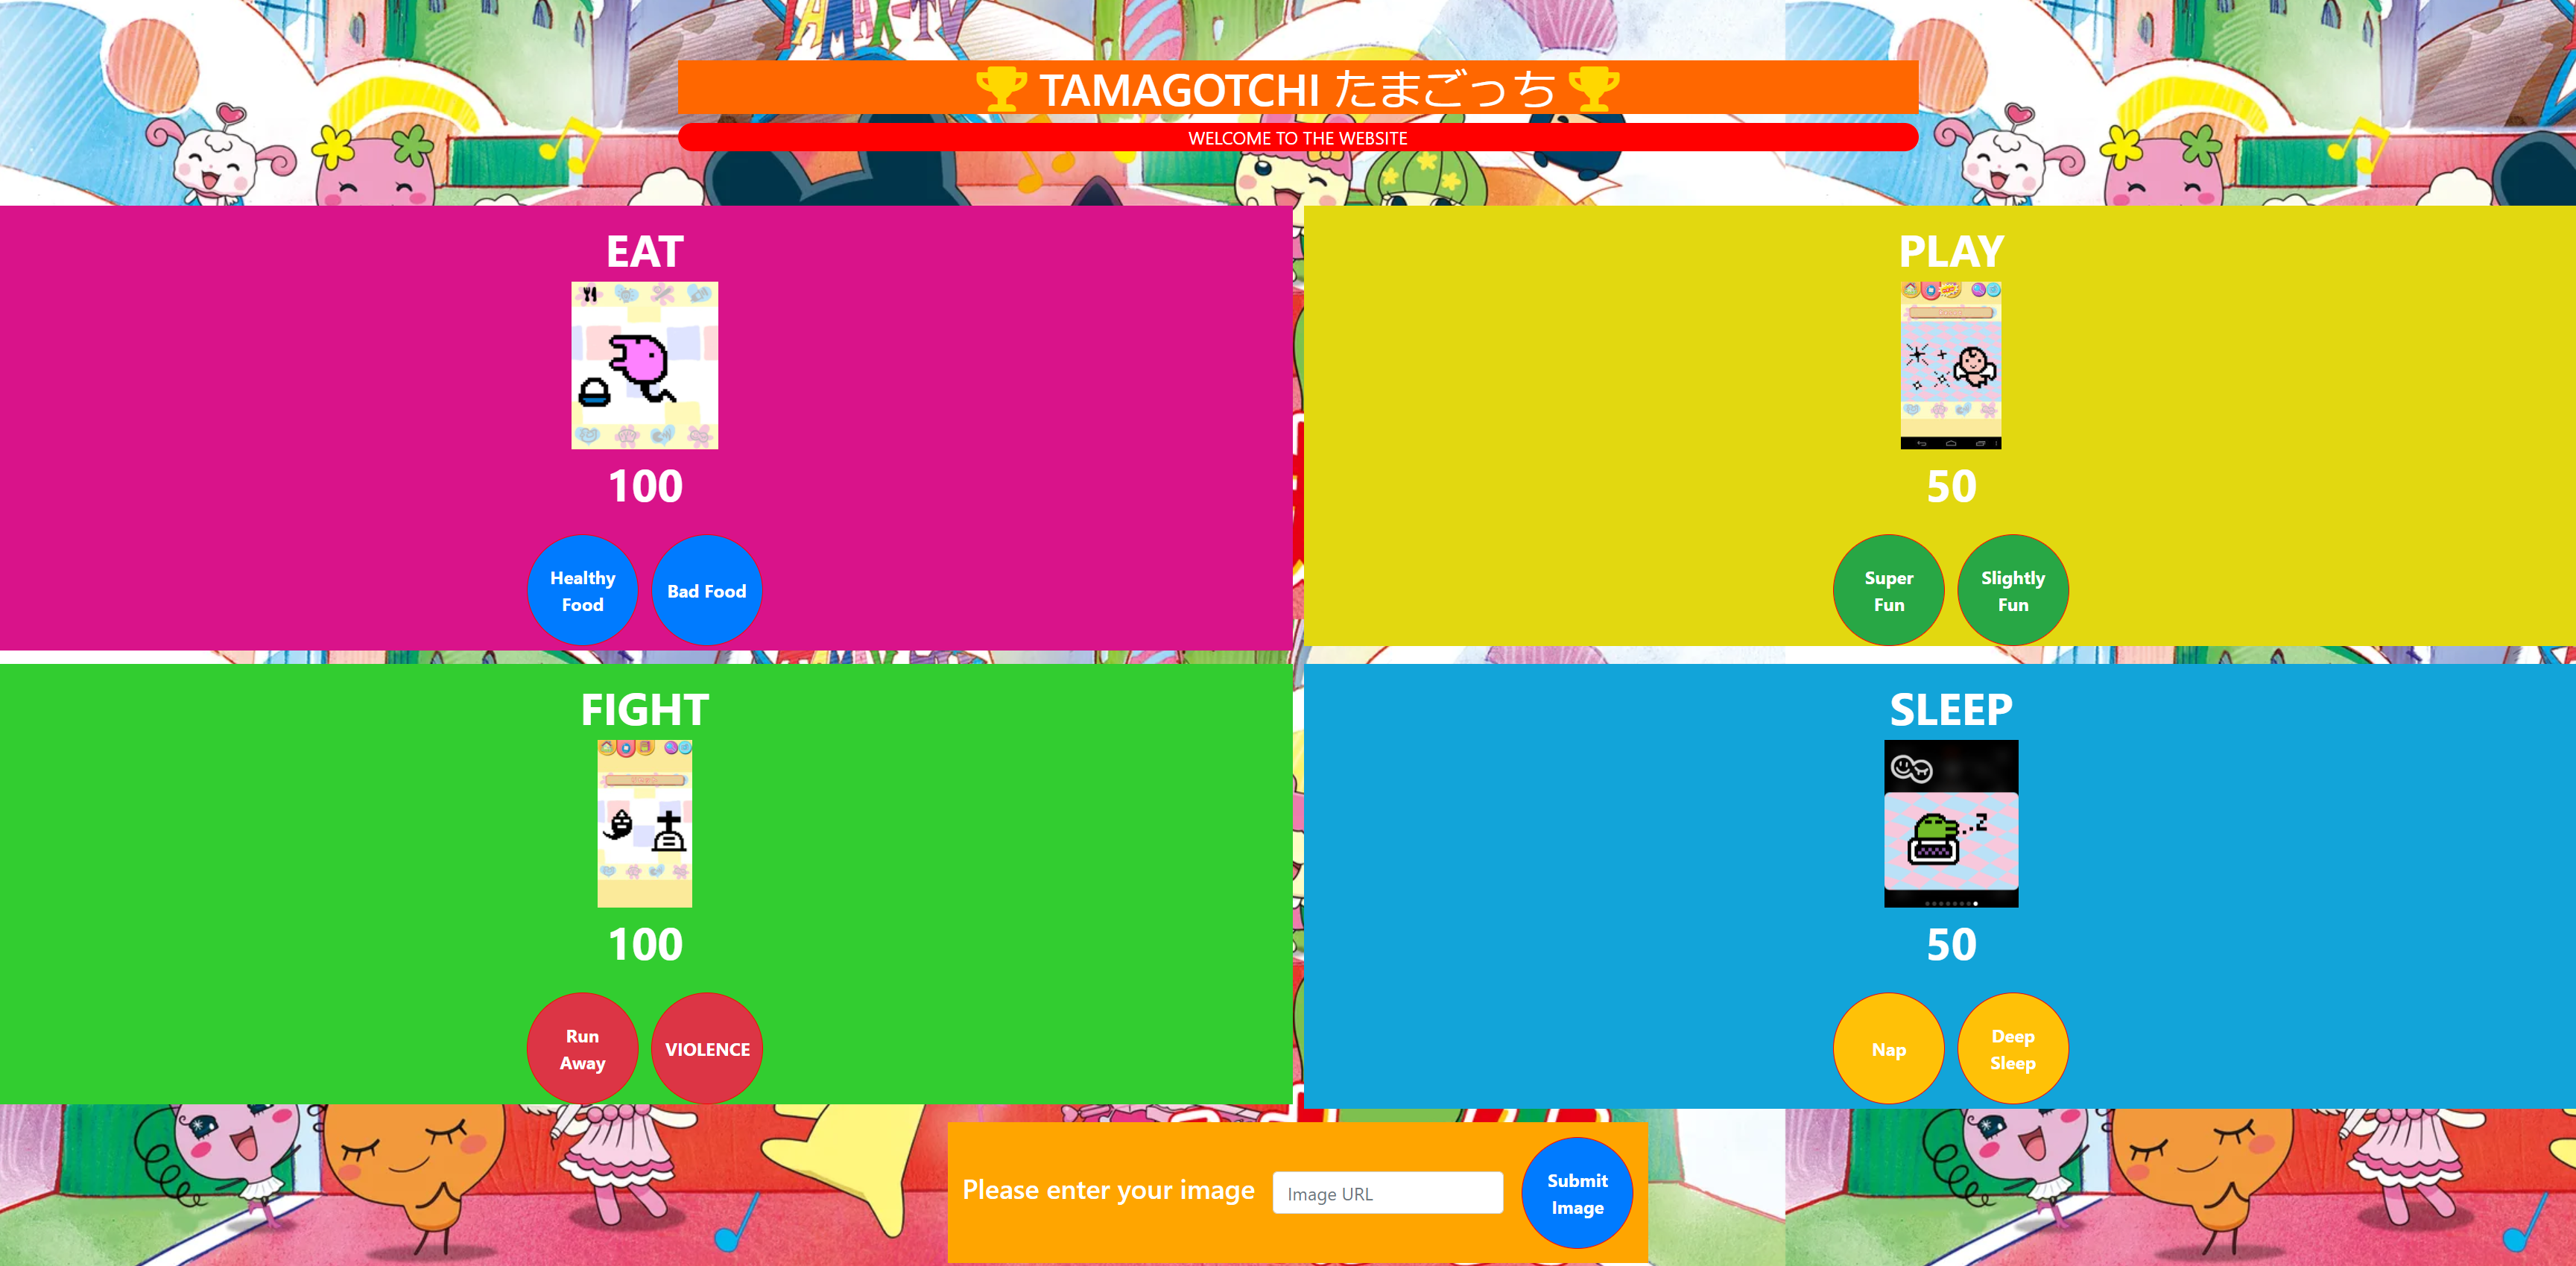 TAMAGOTCHI たまごっち
WELCOME TO THE WEBSITE
EAT
100
Healthy
Food
Bad Food
PLAY
50
Super
Fun
Slightly
Fun
FIGHT
100
Run
Away
VIOLENCE
SLEEP
Z
50
Nap
Deep
Sleep
Please enter your image
Image URL
Submit
Image